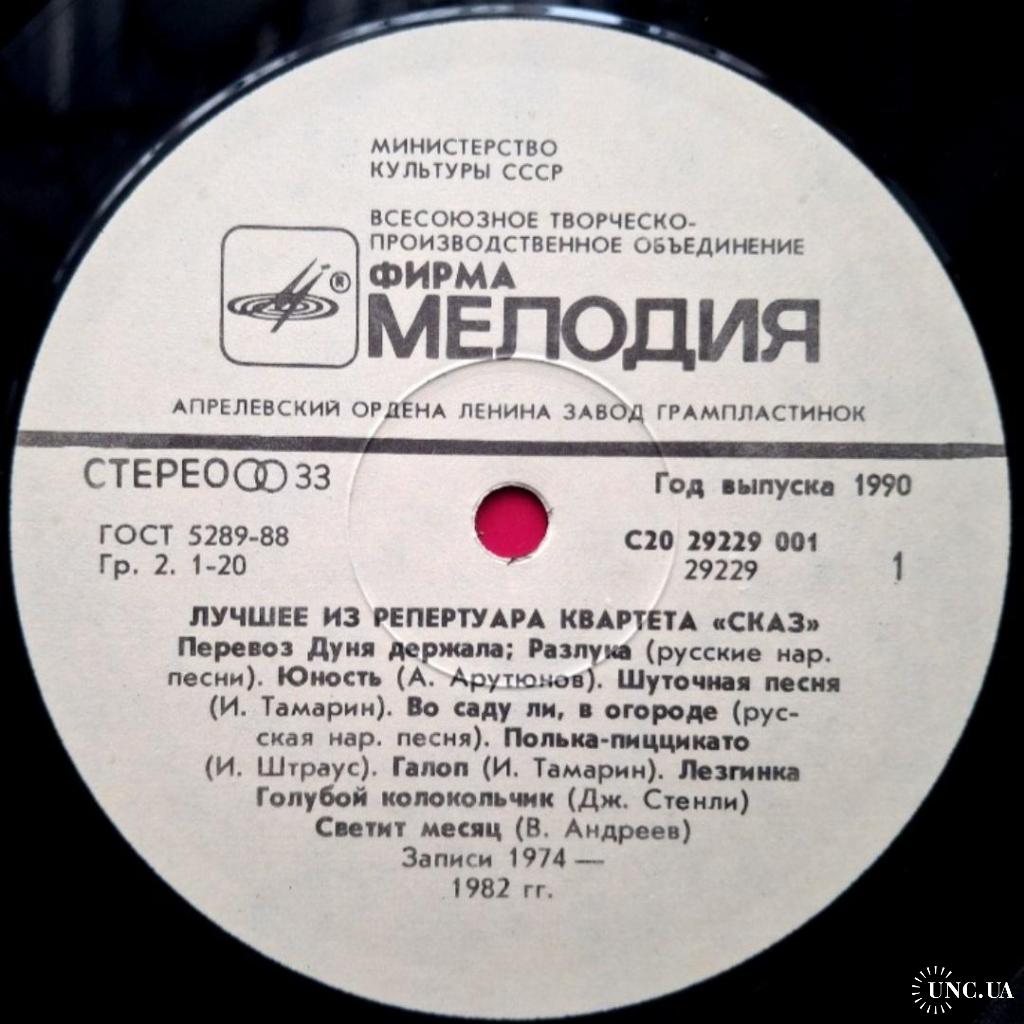 МИНИСТЕРСТВО
КУЛЬТУРЫ СССР
ВСЕСОЮЗНОЕ ТВОРЧЕСКО-
ПРОИЗВОДСТВЕННОЕ ОБЪЕДИНЕНИЕ
®
ФИРМА
МЕЛОДИЯ
АПРЕЛЕВСКИЙ ОРДЕНА ЛЕНИНА ЗАВОД ГРАМПЛАСТИНОК
СТЕРЕО 33
Год выпуска 1990
ГОСТ 5289-88
Гр. 2. 1-20
С20 29229 001
29229
1
ЛУЧШЕЕ ИЗ РЕПЕРТУАРА КВАРТЕТА «СКАЗ»
Перевоз Дуня держала; Разлука (русские нар.
песни). Юность (А. Арутюнов). Шуточная песня
(И. Тамарин). Во саду ли, в огороде (рус-
ская нар. песня). Полька-пиццикато
(И. Штраус). Галоп (И. Тамарин). Лезгинка
Голубой колокольчик (Дж. Стенли)
Светит месяц (В. Андреев)
Записи 1974 —
1982 гг.
UNC.UA